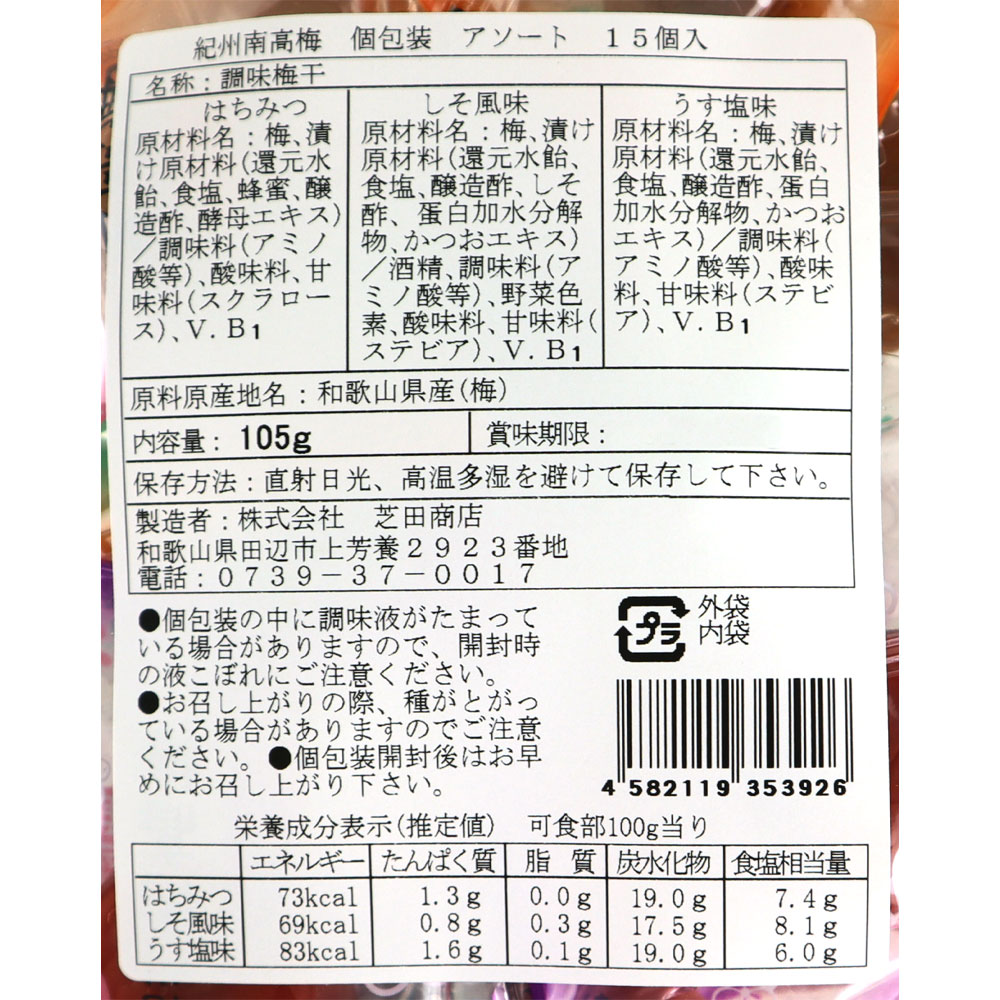 紀州南高梅　個包装　アソート　１５個入
名称：調味梅干
はちみつ
原材料名：梅、漬
け原材料(還元水
飴、食塩、蜂蜜、醸
造酢、酵母エキス)
／調味料(アミノ
酸等)、酸味料、甘
味料(スクラロー
ス)、V.B1
しそ風味
原材料名：梅、漬け
原材料(還元水飴、
食塩、醸造酢、しそ
酢、蛋白加水分解
物、かつおエキス)
／酒精、調味料(ア
ミノ酸等)、野菜色
素、酸味料、甘味料(
ステビア)、V.B1
うす塩味
原材料名：梅、漬け
原材料(還元水飴、
食塩、醸造酢、蛋白
加水分解物、かつお
エキス)／調味料(
アミノ酸等)、酸味
料、甘味料(ステビ
ア)、V.B1
原料原産地名：和歌山県産(梅)
内容量：105g
賞味期限：
保存方法：直射日光、高温多湿を避けて保存して下さい。
製造者：株式会社　芝田商店
和歌山県田辺市上芳養２９２３番地
電話：０７３９－３７－００１７
●個包装の中に調味液がたまって
いる場合がありますので、開封時
の液こぼれにご注意ください。
●お召し上がりの際、種がとがっ
ている場合がありますのでご注意
ください。●個包装開封後はお早
めにお召し上がり下さい。
プラ
外袋
内袋
4 582119 353926
栄養成分表示(推定値)　可食部100g当り
エネルギー　たんぱく質　脂　質　炭水化物　食塩相当量
はちみつ　73kcal　1.3g　0.0g　19.0g　7.4g
しそ風味　69kcal　0.8g　0.3g　17.5g　8.1g
うす塩味　83kcal　1.6g　0.1g　19.0g　6.0g